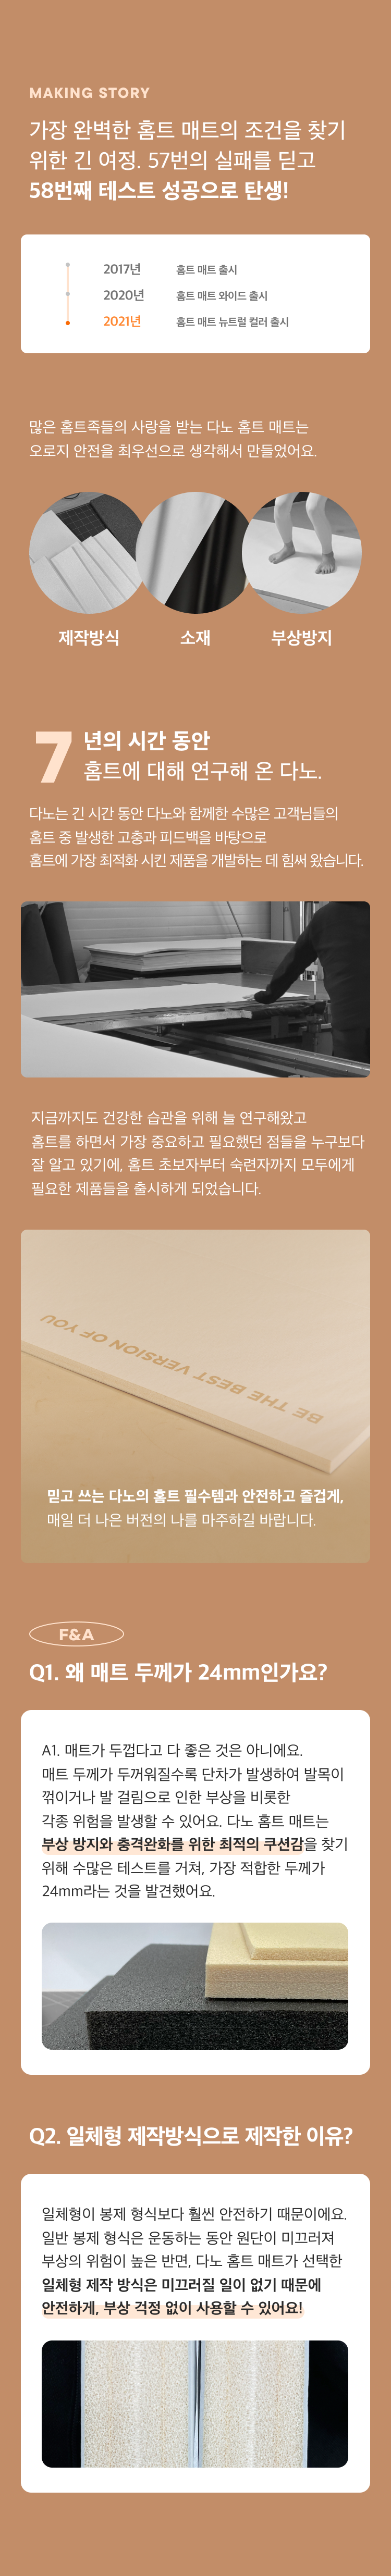 MAKING STORY
가장 완벽한 홈트 매트의 조건을 찾기
위한 긴 여정. 57번의 실패를 딛고
58번째 테스트 성공으로 탄생!
2017년 홈트 매트 출시
2020년 홈트 매트 와이드 출시
2021년 홈트 매트 뉴트럴 컬러 출시
많은 홈트족들의 사랑을 받는 다노 홈트 매트는
오로지 안전을 최우선으로 생각해서 만들었어요.
제작방식 소재 부상방지
7년의 시간 동안
홈트에 대해 연구해 온 다노.
다노는 긴 시간 동안 다노와 함께한 수많은 고객님들의
홈트 중 발생한 고충과 피드백을 바탕으로
홈트에 가장 최적화 시킨 제품을 개발하는 데 힘써 왔습니다.
지금까지도 건강한 습관을 위해 늘 연구해왔고
홈트를 하면서 가장 중요하고 필요했던 점들을 누구보다
잘 알고 있기에, 홈트 초보자부터 숙련자까지 모두에게
필요한 제품들을 출시하게 되었습니다.
BE THE BEST VERSION OF YOU
믿고 쓰는 다노의 홈트 필수템과 안전하고 즐겁게,
매일 더 나은 버전의 나를 마주하길 바랍니다.
F&A
Q1. 왜 매트 두께가 24mm인가요?
A1. 매트가 두껍다고 다 좋은 것은 아니에요.
매트 두께가 두꺼워질수록 단차가 발생하여 발목이
꺾이거나 발 걸림으로 인한 부상을 비롯한
각종 위험을 발생할 수 있어요. 다노 홈트 매트는
부상 방지와 충격완화를 위한 최적의 쿠션감을 찾기
위해 수많은 테스트를 거쳐, 가장 적합한 두께가
24mm라는 것을 발견했어요.
Q2. 일체형 제작방식으로 제작한 이유?
일체형이 봉제 형식보다 훨씬 안전하기 때문이에요.
일반 봉제 형식은 운동하는 동안 원단이 미끄러져
부상의 위험이 높은 반면, 다노 홈트 매트가 선택한
일체형 제작 방식은 미끄러질 일이 없기 때문에
안전하게, 부상 걱정 없이 사용할 수 있어요!